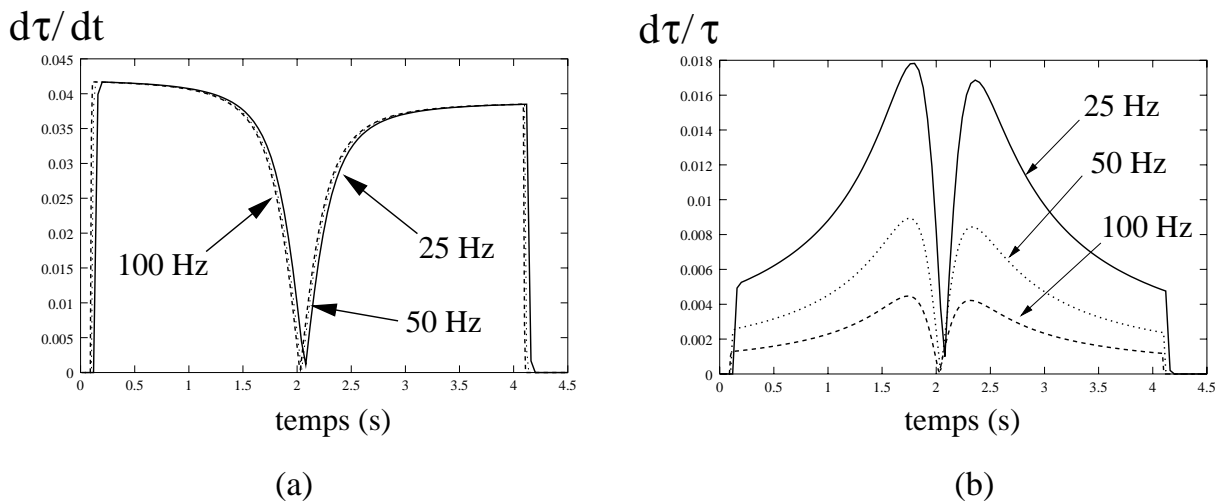 dτ/dt
0.045
0.04
0.035
0.03
0.025
0.02
0.015
0.01
0.005
0
0 0.5 1 1.5 2 2.5 3 3.5 4 4.5
100 Hz
25 Hz
50 Hz
temps (s)
(a)
dτ/τ
0.018
0.016
0.014
0.012
0.01
0.008
0.006
0.004
0.002
0
0 0.5 1 1.5 2 2.5 3 3.5 4 4.5
25 Hz
50 Hz
100 Hz
temps (s)
(b)